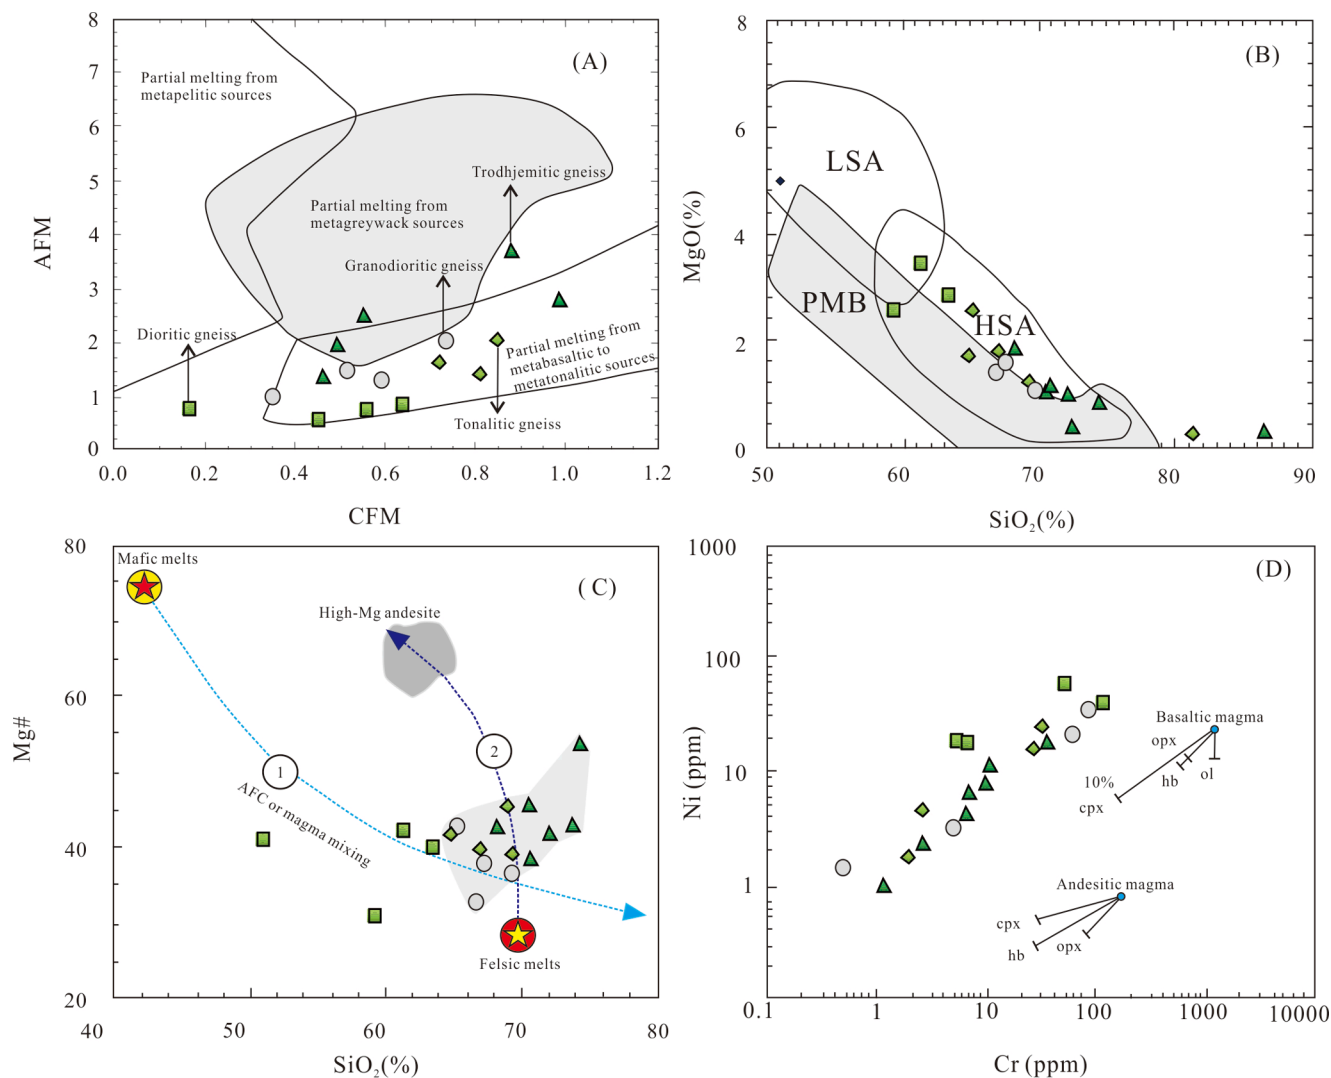 8
7
6
5
4
3
2
1
0
AFM
(A)
Partial melting from
metapelitic sources
Trodhjemitic gneiss
Partial melting from
metagreywack sources
Granodioritic gneiss
Dioritic gneiss
Partial melting from
metabasaltic to
metatonalitic sources.
Tonalitic gneiss
0.0
0.2
0.4
0.6
0.8
1.0
1.2
CFM
8
6
4
2
0
MgO(%)
(B)
LSA
PMB
HSA
50
60
70
80
90
SiO₂(%)
80
60
40
20
Mg#
Mafic melts
( C)
High-Mg andesite
1
2
AFC or magma mixing
Felsic melts
40
50
60
70
80
SiO₂(%)
1000
100
10
1
Ni (ppm)
(D)
Basaltic magma
opx
hb
ol
10%
cpx
Andesitic magma
cpx
opx
hb
0.1
1
10
100
1000
10000
Cr (ppm)